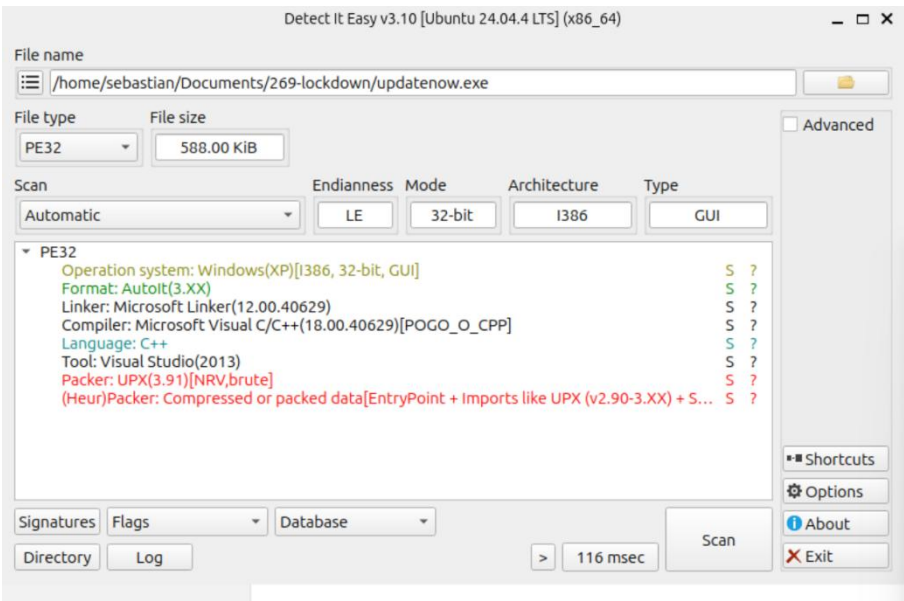 Detect It Easy v3.10 [Ubuntu 24.04.4 LTS] (x86_64)
File name
/home/sebastian/Documents/269-lockdown/updatenow.exe
File type File size
Advanced
PE32 588.00 KiB
Scan Endianness Mode Architecture Type
Automatic LE 32-bit I386 GUI
PE32
Operation system: Windows(XP)[I386, 32-bit, GUI] S ?
Format: AutoIt(3.XX) S ?
Linker: Microsoft Linker(12.00.40629) S ?
Compiler: Microsoft Visual C/C++(18.00.40629)[POGO_O_CPP] S ?
Language: C++ S ?
Tool: Visual Studio(2013) S ?
Packer: UPX(3.91)[NRV,brute] S ?
(Heur)Packer: Compressed or packed data[EntryPoint + Imports like UPX (v2.90-3.XX) + S... S ?
Shortcuts
Options
Signatures Flags Database Scan About
Directory Log > 116 msec Exit